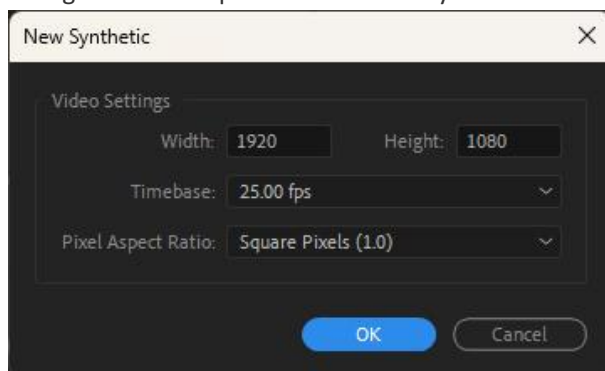 New Synthetic
Video Settings
Width: 1920 Height: 1080
Timebase: 25.00 fps
Pixel Aspect Ratio: Square Pixels (1.0)
OK Cancel